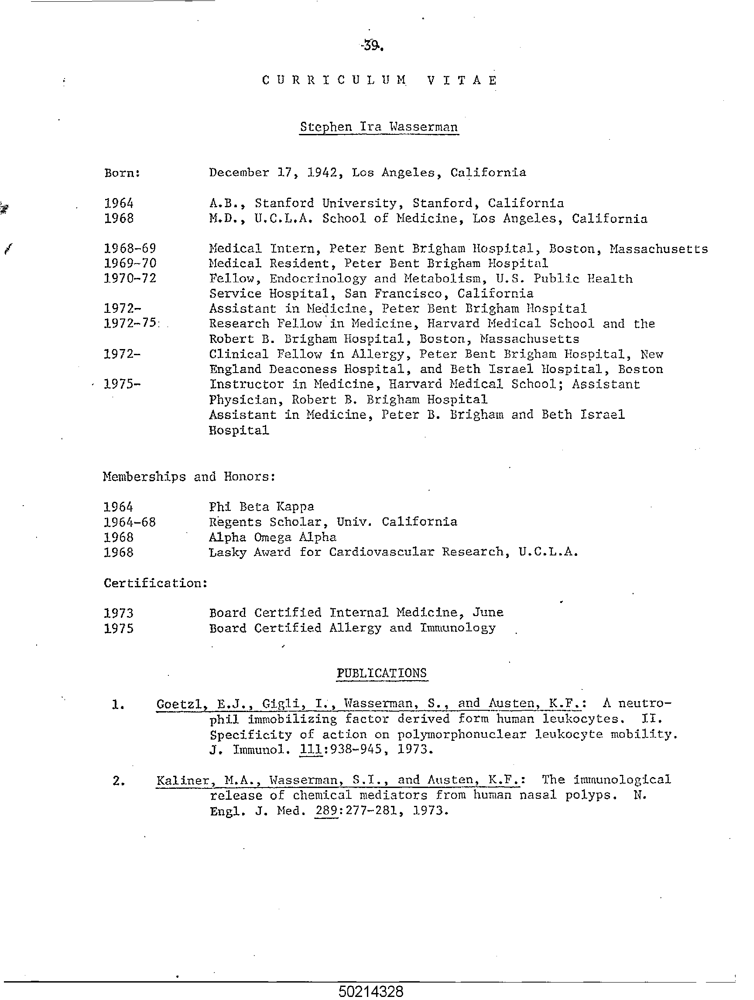 -39.
CURRICULUM VITAE
Stephen Ira Wasserman
Born: December 17, 1942, Los Angeles, California
1964 A.B., Stanford University, Stanford, California
1968 M.D., U.C.L.A. School of Medicine, Los Angeles, California
1968-69 Medical Intern, Peter Bent Brigham Hospital, Boston, Massachusetts
1969-70 Medical Resident, Peter Bent Brigham Hospital
1970-72 Fellow, Endocrinology and Metabolism, U.S. Public Health
Service Hospital, San Francisco, California
1972- Assistant in Medicine, Peter Bent Brigham Hospital
1972-75: Research Fellow in Medicine, Harvard Medical School and the
Robert B. Brigham Hospital, Boston, Massachusetts
1972- Clinical Fellow in Allergy, Peter Bent Brigham Hospital, New
England Deaconess Hospital, and Beth Israel Hospital, Boston
1975- Instructor in Medicine, Harvard Medical School; Assistant
Physician, Robert B. Brigham Hospital
Assistant in Medicine, Peter B. Brigham and Beth Israel
Hospital
Memberships and Honors:
1964 Phi Beta Kappa
1964-68 Regents Scholar, Univ. California
1968 Alpha Omega Alpha
1968 Lasky Award for Cardiovascular Research, U.C.L.A.
Certification:
1973 Board Certified Internal Medicine, June
1975 Board Certified Allergy and Immunology
PUBLICATIONS
1. Goetzl, E.J., Gigli, I., Wasserman, S., and Austen, K.F.: A neutro-
phil immobilizing factor derived form human leukocytes. II.
Specificity of action on polymorphonuclear leukocyte mobility.
J. Immunol. 111:938-945, 1973.
2. Kaliner, M.A., Wasserman, S.I., and Austen, K.F.: The immunological
release of chemical mediators from human nasal polyps. N.
Engl. J. Med. 289:277-281, 1973.
50214328